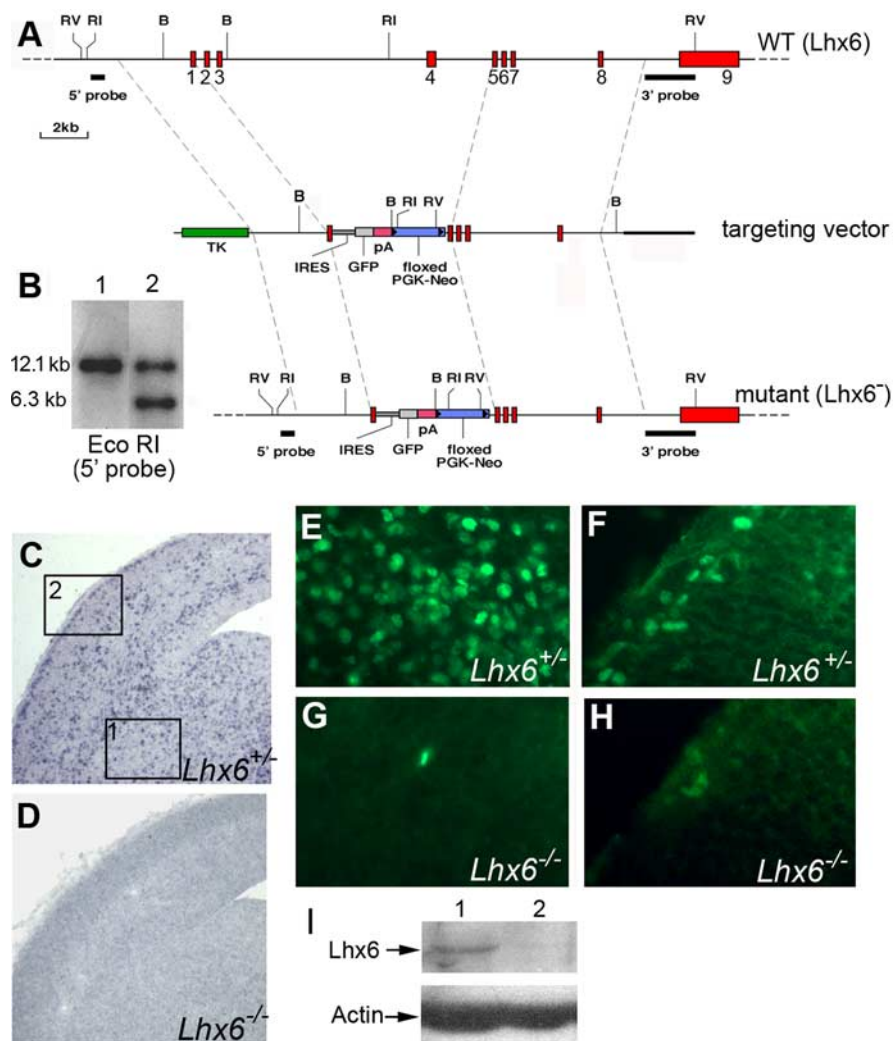 A
RV RI B B RI RV
WT (Lhx6)
1 2 3 4 567 8 9
5' probe 3' probe
2kb
B B RI RV B
targeting vector
TK
IRES GFP pA floxed
PGK-Neo
B
1 2
12.1 kb
6.3 kb
Eco RI
(5' probe)
RV RI B B RI RV RV
mutant (Lhx6⁻)
5' probe IRES GFP pA floxed
PGK-Neo
3' probe
C
2
1
Lhx6+/-
D
Lhx6-/-
E
Lhx6+/-
F
Lhx6+/-
G
Lhx6-/-
H
Lhx6-/-
I
1 2
Lhx6
Actin